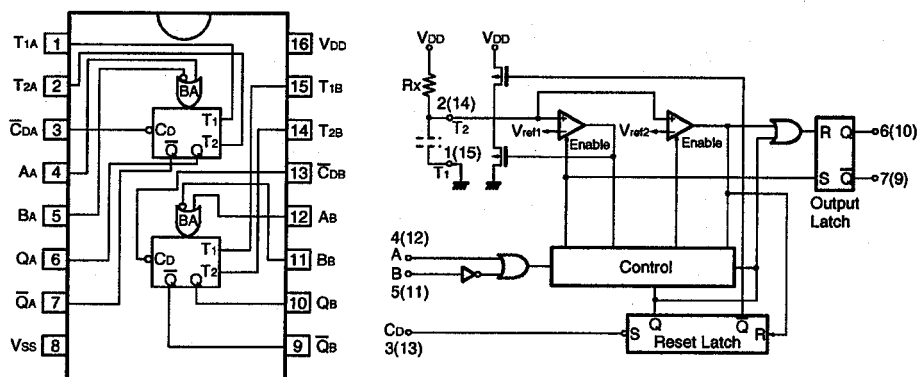 T1A 1
T2A 2
C̅DA 3
AA 4
BA 5
QA 6
Q̅A 7
VSS 8
16 VDD
15 T1B
14 T2B
13 C̅DB
12 AB
11 BB
10 QB
9 Q̅B
BA
CD T1
T2
Q̅ Q
BA
CD T1
T2
Q̅ Q
VDD VDD
Rx
2(14)
T2
1(15)
T1
Vref1 + −
Enable
Vref2 + −
Enable
R Q 6(10)
S Q̅ 7(9)
Output
Latch
4(12)
A
B
5(11)
Control
CD
3(13)
Q Q̅
S R
Reset Latch